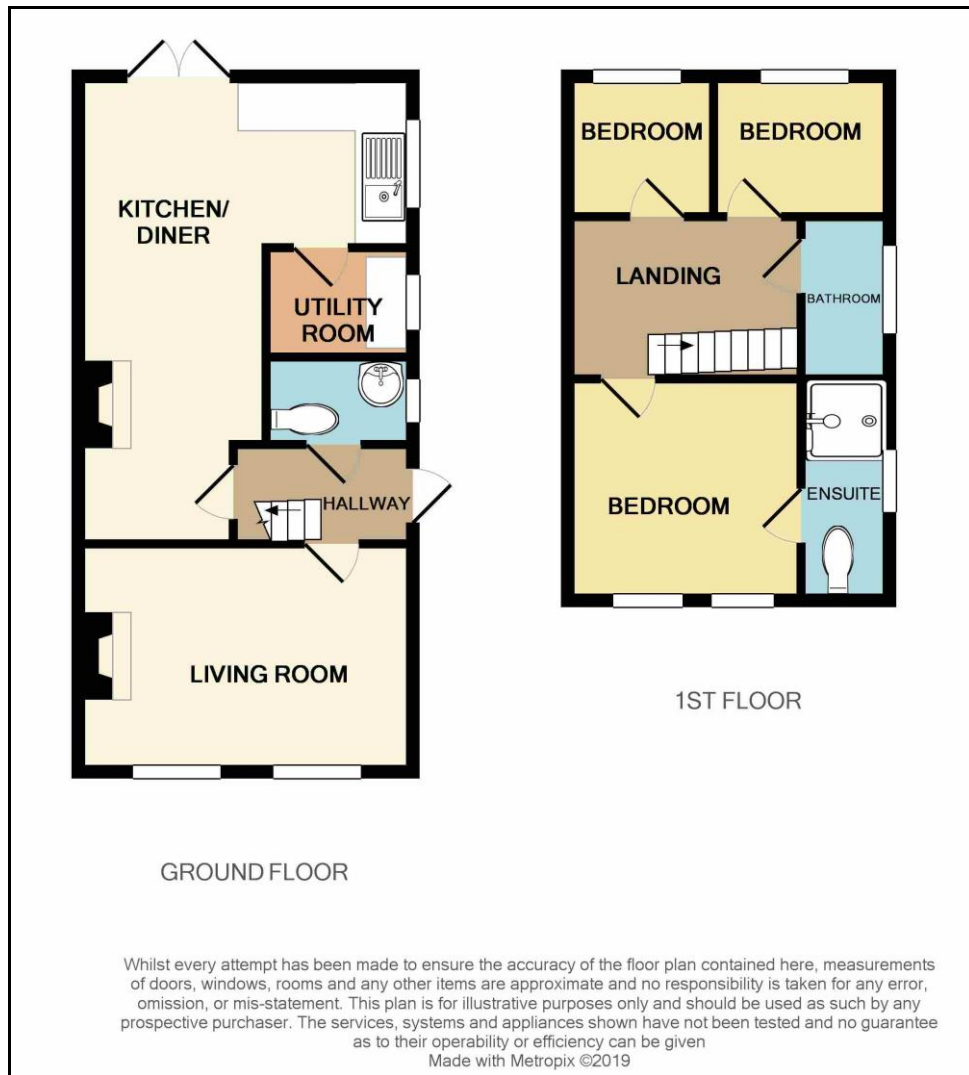 KITCHEN/
DINER
UTILITY
ROOM
HALLWAY
LIVING ROOM
GROUND FLOOR
BEDROOM
BEDROOM
LANDING
BATHROOM
BEDROOM
ENSUITE
1ST FLOOR
Whilst every attempt has been made to ensure the accuracy of the floor plan contained here, measurements
of doors, windows, rooms and any other items are approximate and no responsibility is taken for any error,
omission, or mis-statement. This plan is for illustrative purposes only and should be used as such by any
prospective purchaser. The services, systems and appliances shown have not been tested and no guarantee
as to their operability or efficiency can be given
Made with Metropix ©2019